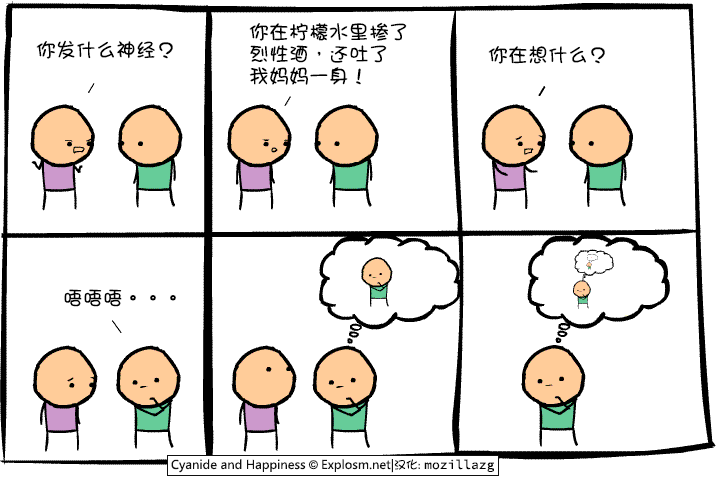 你发什么神经?
你在柠檬水里掺了
烈性酒,还吐了
我妈妈一身!
你在想什么?
唔唔唔。。。
Cyanide and Happiness © Explosm.net|汉化: mozillazg